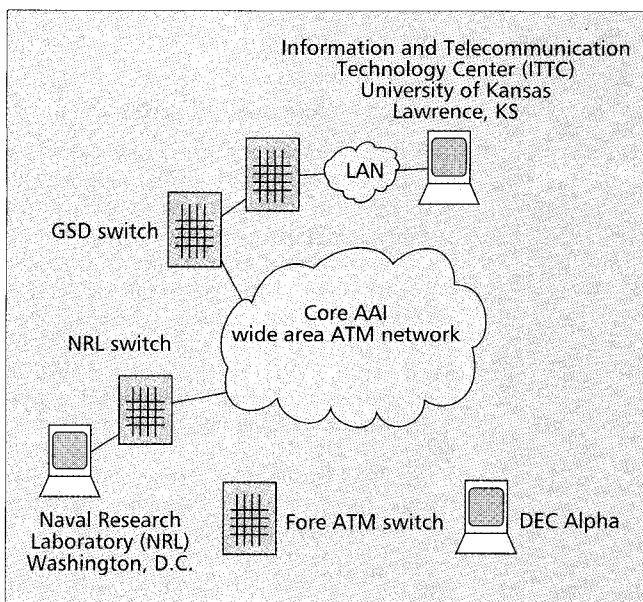 Information and Telecommunication
Technology Center (ITTC)
University of Kansas
Lawrence, KS
LAN
GSD switch
Core AAI
wide area ATM network
NRL switch
Naval Research
Laboratory (NRL)
Washington, D.C.
Fore ATM switch
DEC Alpha